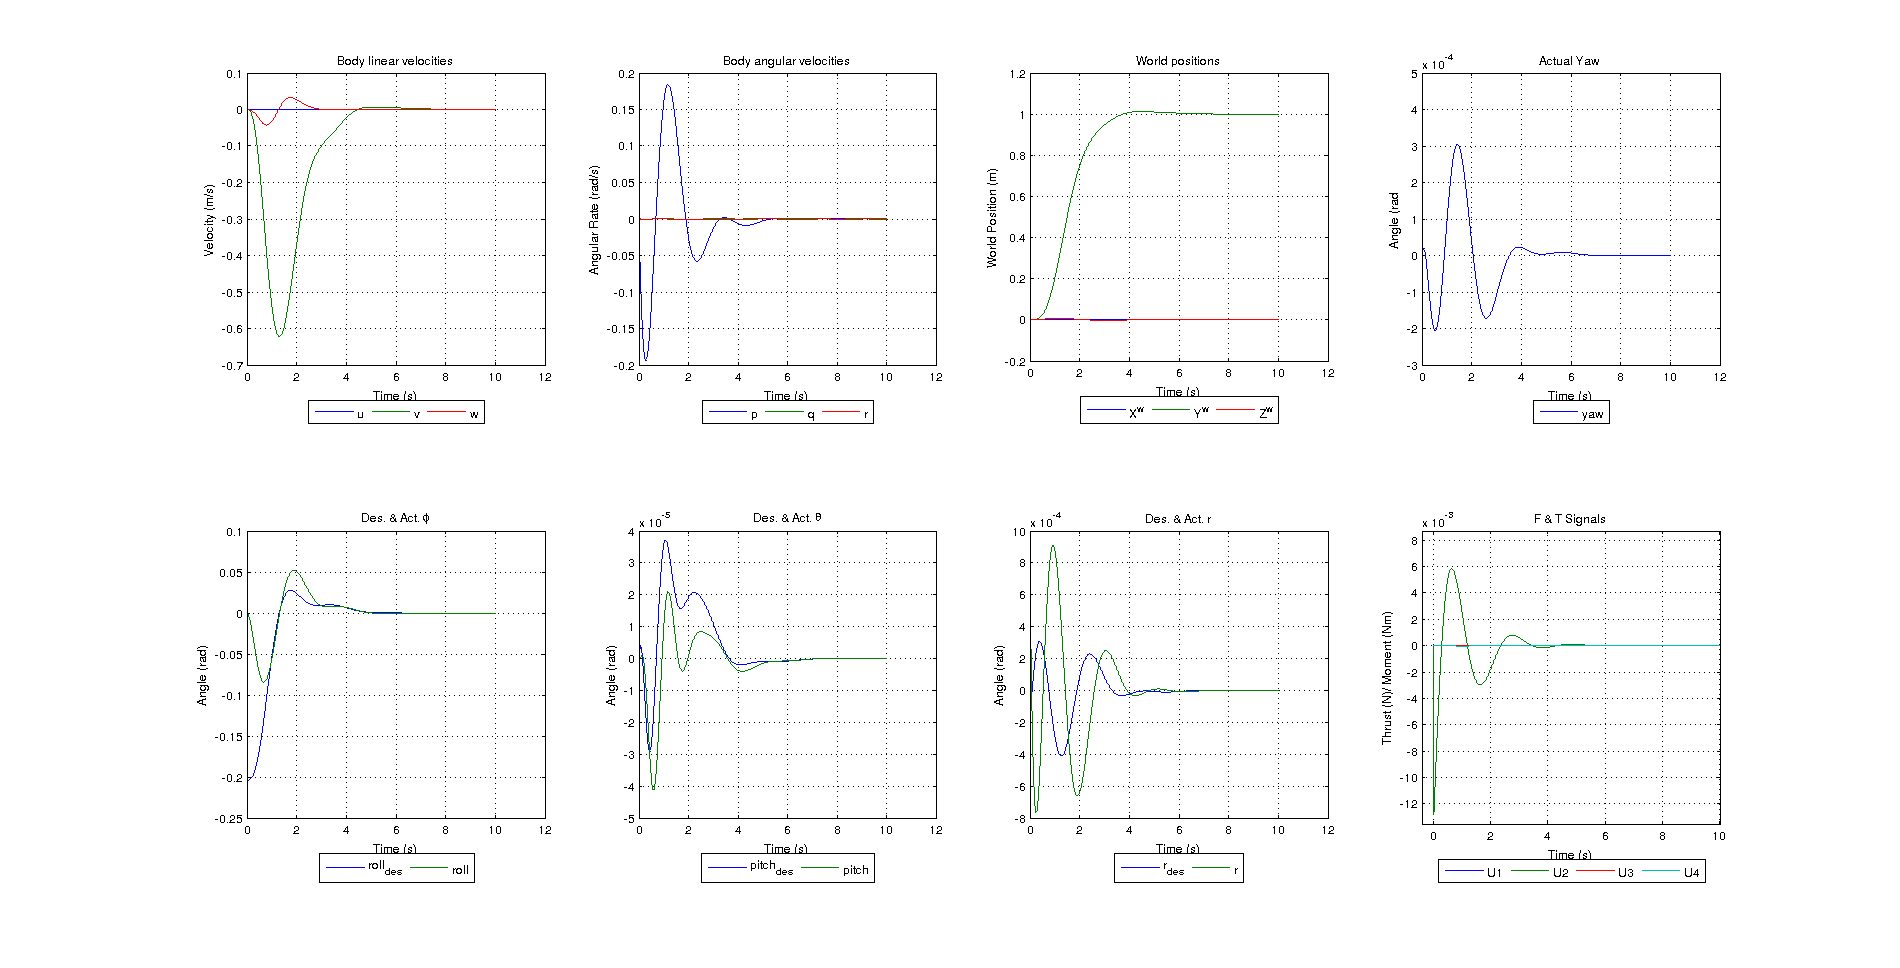 Body linear velocities
0.1
0
-0.1
-0.2
-0.3
-0.4
-0.5
-0.6
-0.7
Velocity (m/s)
0 2 4 6 8 10 12
Time (s)
u v w
Body angular velocities
0.2
0.15
0.1
0.05
0
-0.05
-0.1
-0.15
-0.2
Angular Rate (rad/s)
0 2 4 6 8 10 12
Time (s)
p q r
World positions
1.2
1
0.8
0.6
0.4
0.2
0
-0.2
World Position (m)
0 2 4 6 8 10 12
Time (s)
Xʷ Yʷ Zʷ
Actual Yaw
x 10⁻⁴
5
4
3
2
1
0
-1
-2
-3
Angle (rad
0 2 4 6 8 10 12
Time (s)
yaw
Des. & Act. ϕ
0.1
0.05
0
-0.05
-0.1
-0.15
-0.2
-0.25
Angle (rad)
0 2 4 6 8 10 12
Time (s)
roll_des roll
Des. & Act. θ
x 10⁻⁵
4
3
2
1
0
-1
-2
-3
-4
-5
Angle (rad)
0 2 4 6 8 10 12
Time (s)
pitch_des pitch
Des. & Act. r
x 10⁻⁴
10
8
6
4
2
0
-2
-4
-6
-8
Angle (rad)
0 2 4 6 8 10 12
Time (s)
r_des r
F & T Signals
x 10⁻³
8
6
4
2
0
-2
-4
-6
-8
-10
-12
Thrust (N)/ Moment (Nm)
0 2 4 6 8 10
Time (s)
U1 U2 U3 U4